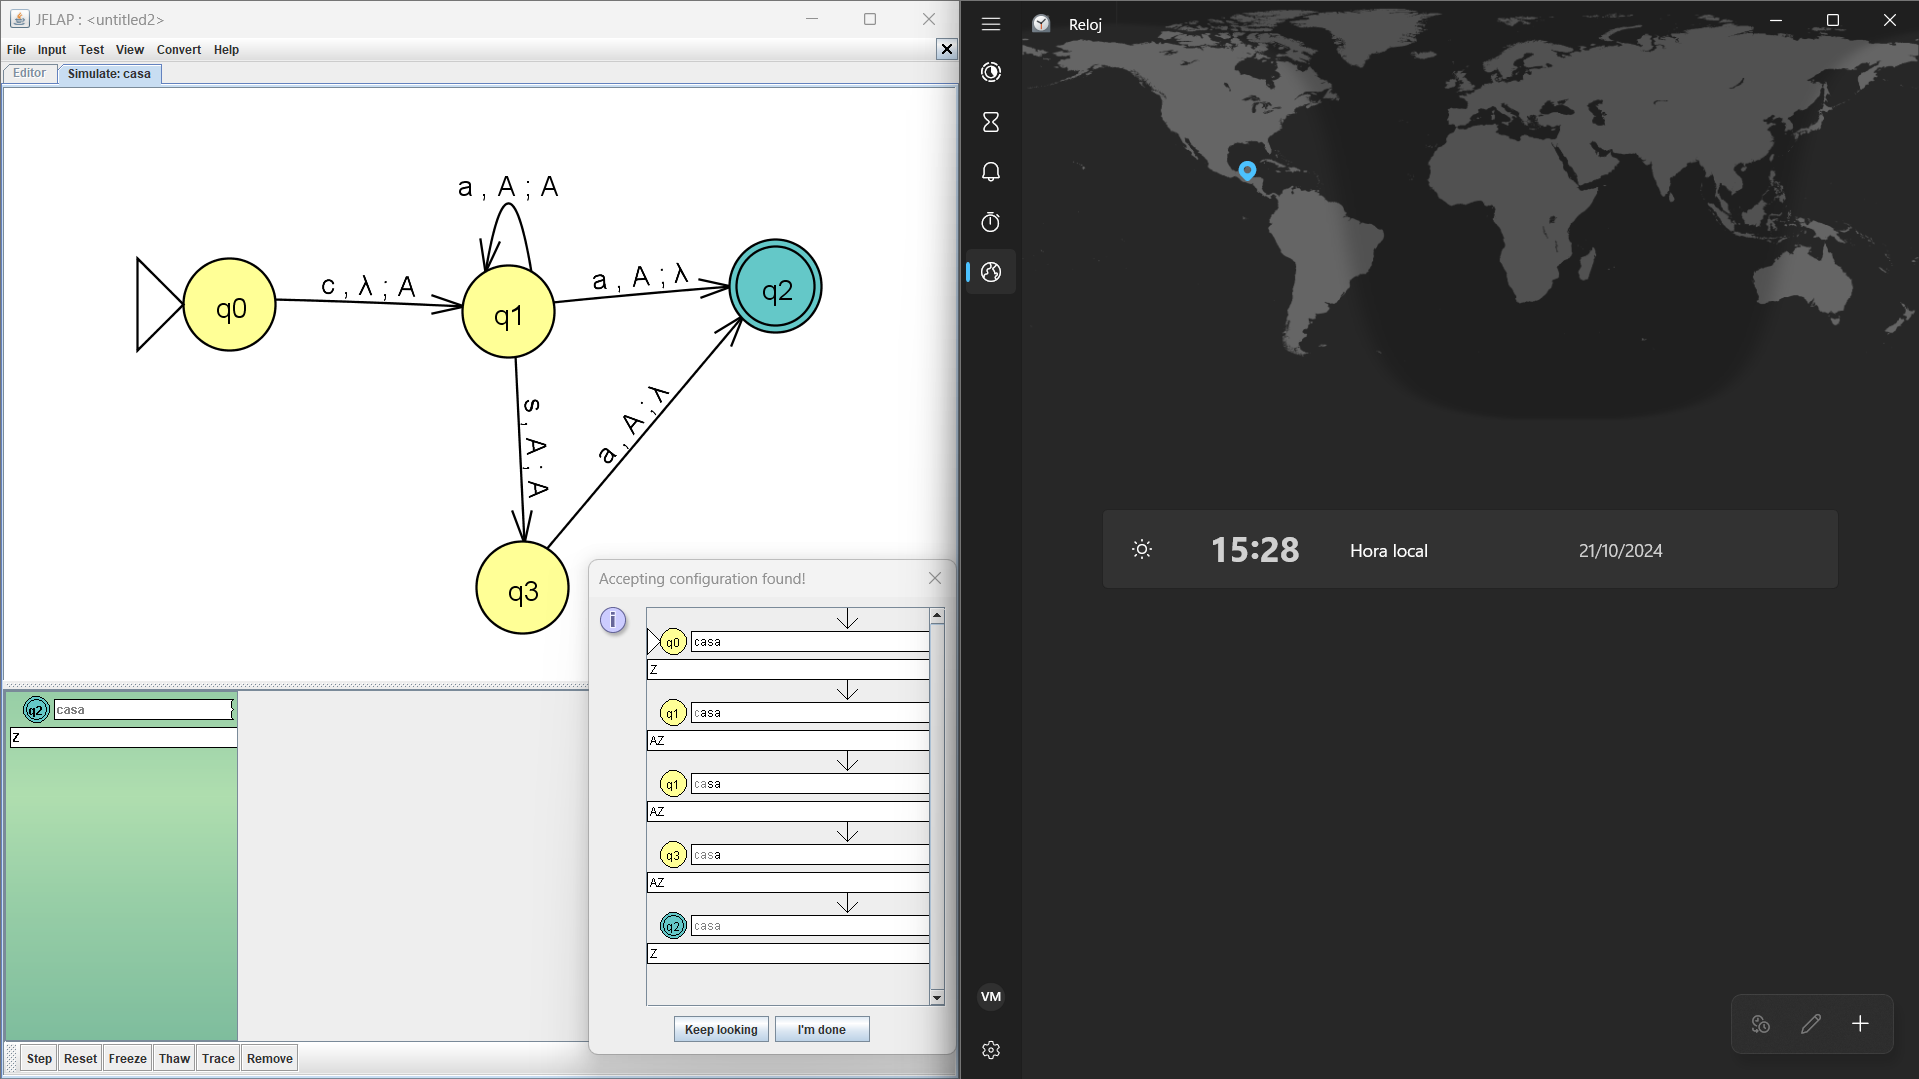 JFLAP : <untitled2>
File Input Test View Convert Help
Editor Simulate: casa
a , A ; A
c , λ ; A
a , A ; λ
q0
q1
q2
s , A ; A
a , A ; λ
q3
q2 casa
Z
Accepting configuration found!
q0 casa
Z
q1 casa
AZ
q1 casa
AZ
q3 casa
AZ
q2 casa
Z
Keep looking I'm done
Step Reset Freeze Thaw Trace Remove
Reloj
15:28 Hora local 21/10/2024
VM